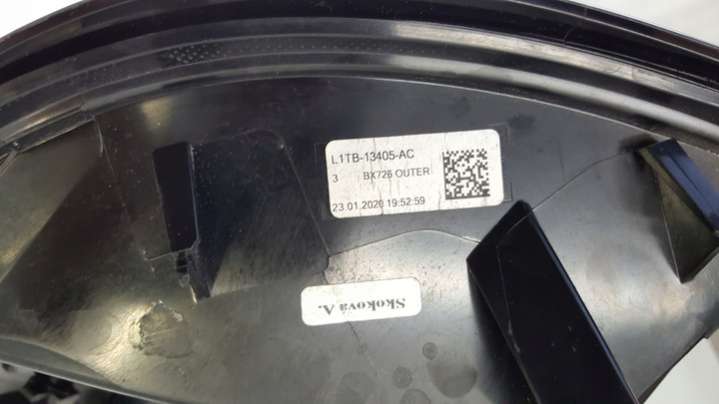 L1TB-13405-AC
3 BX726 OUTER
23.01.2020 19:52:59
Skokova A.